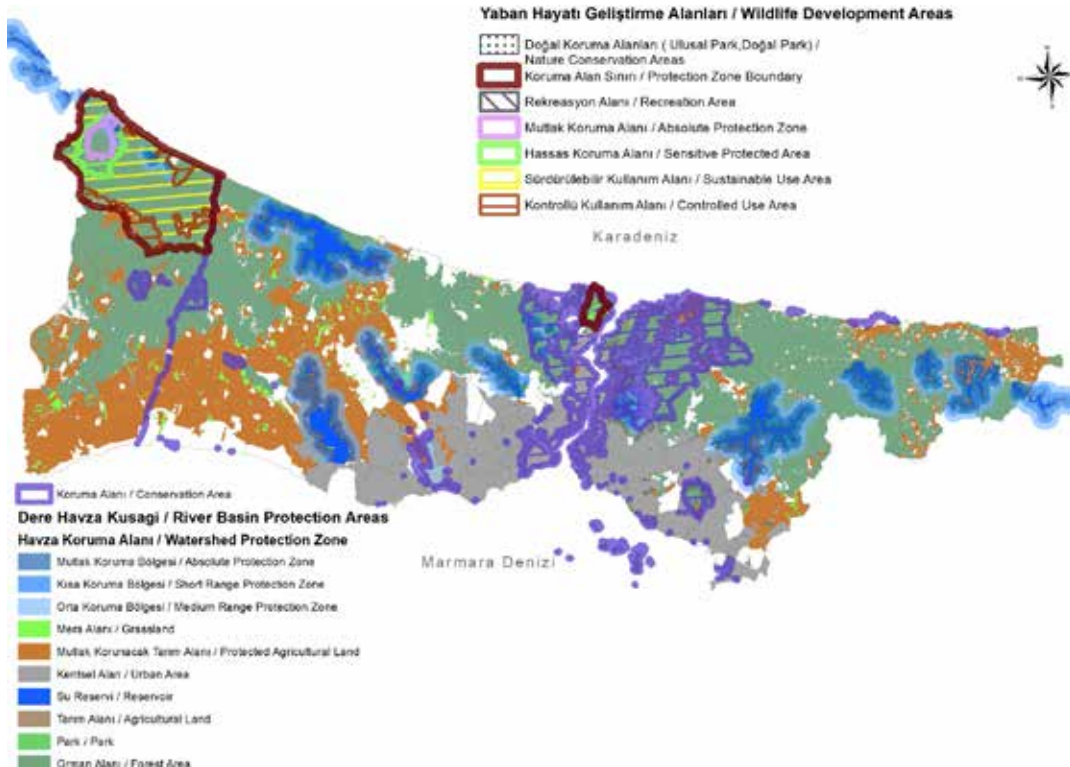 Yaban Hayatı Geliştirme Alanları / Wildlife Development Areas
Doğal Koruma Alanları ( Ulusal Park,Doğal Park) /
Nature Conservation Areas
Koruma Alan Sınırı / Protection Zone Boundary
Rekreasyon Alanı / Recreation Area
Mutlak Koruma Alanı / Absolute Protection Zone
Hassas Koruma Alanı / Sensitive Protected Area
Sürdürülebilir Kullanım Alanı / Sustainable Use Area
Kontrollü Kullanım Alanı / Controlled Use Area
Karadeniz
Marmara Denizi
Koruma Alanı / Conservation Area
Dere Havza Kusagi / River Basin Protection Areas
Havza Koruma Alanı / Watershed Protection Zone
Mutlak Koruma Bölgesi / Absolute Protection Zone
Kısa Koruma Bölgesi / Short Range Protection Zone
Orta Koruma Bölgesi / Medium Range Protection Zone
Mera Alanı / Grassland
Mutlak Korunacak Tarım Alanı / Protected Agricultural Land
Kentsel Alan / Urban Area
Su Reservi / Reservoir
Tarım Alanı / Agricultural Land
Park / Park
Orman Alanı / Forest Area